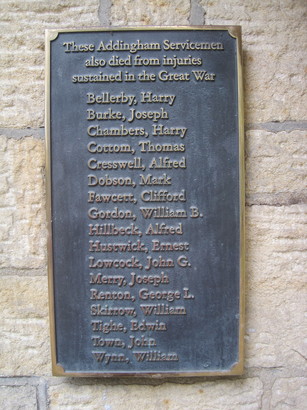 These Addingham Servicemen
also died from injuries
sustained in the Great War
Bellerby, Harry
Burke, Joseph
Chambers, Harry
Cottom, Thomas
Cresswell, Alfred
Dobson, Mark
Fawcett, Clifford
Gordon, William B.
Hillbeck, Alfred
Hustwick, Ernest
Lowcock, John G.
Merry, Joseph
Renton, George L.
Skirrow, William
Tighe, Edwin
Town, John
Wynn, William